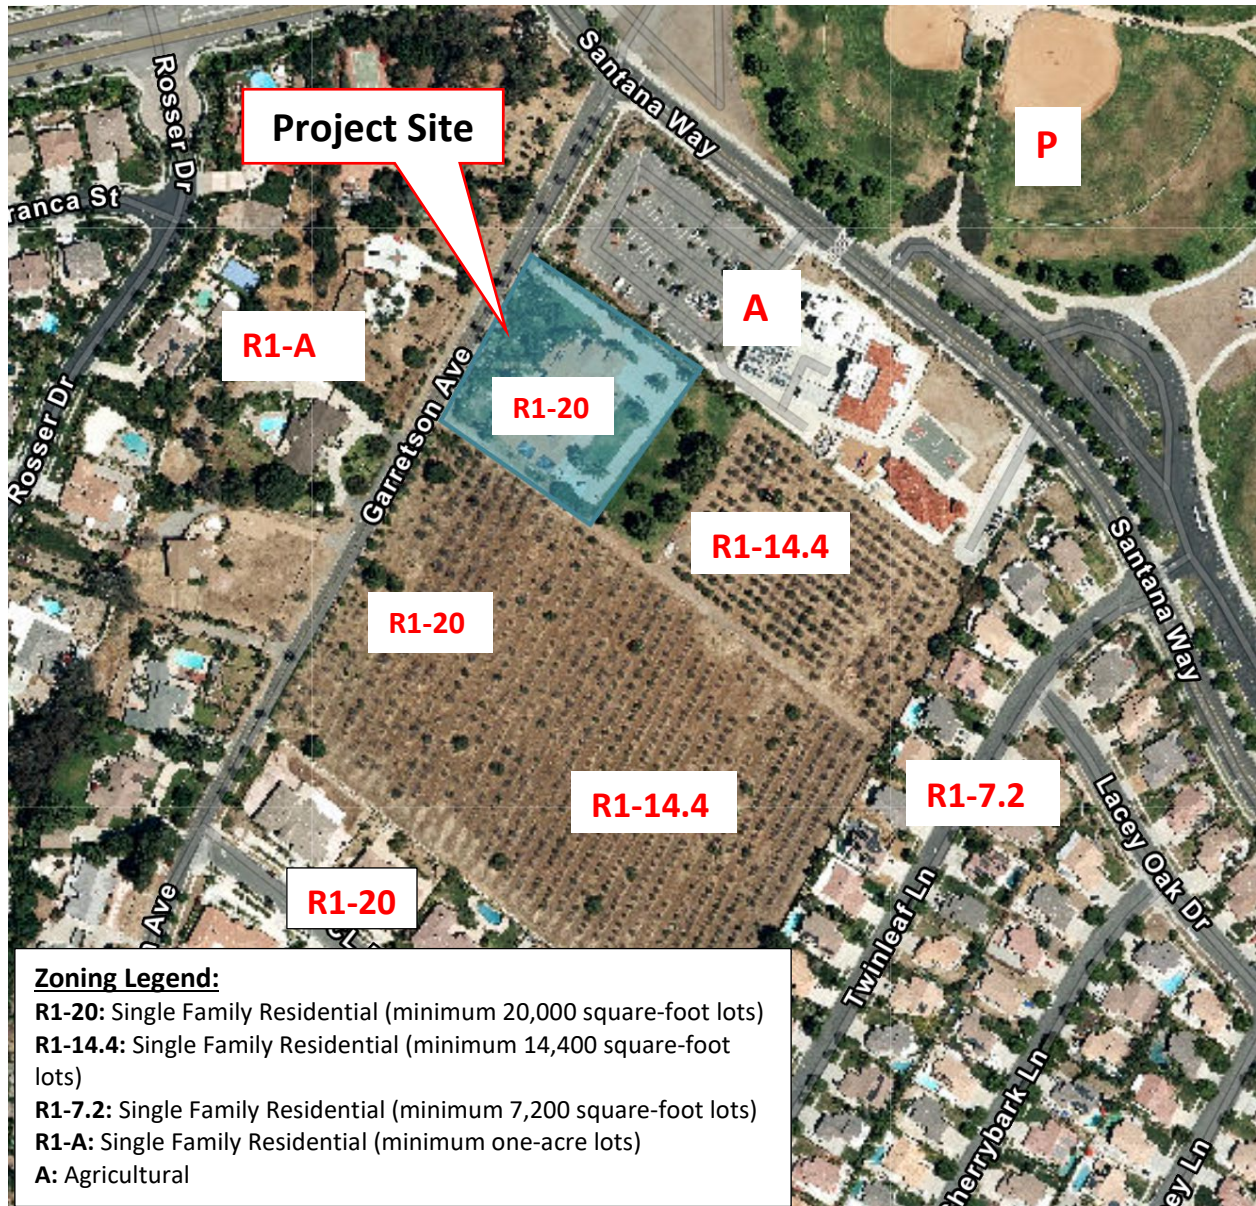 Santana Way
Rosser Dr
Project Site
P
ranca St
A
R1-A
Garretson Ave
R1-20
Rosser Dr
R1-14.4
Santana Way
R1-20
R1-14.4
R1-7.2
Lacey Oak Dr
R1-20
n Ave
Twinleaf Ln
Zoning Legend:
R1-20: Single Family Residential (minimum 20,000 square-foot lots)
R1-14.4: Single Family Residential (minimum 14,400 square-foot
lots)
R1-7.2: Single Family Residential (minimum 7,200 square-foot lots)
R1-A: Single Family Residential (minimum one-acre lots)
A: Agricultural
Cherrybark Ln
ey Ln